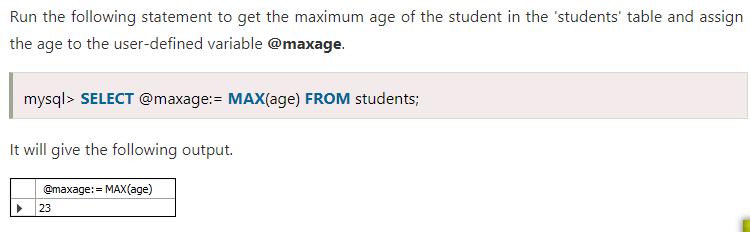 Run the following statement to get the maximum age of the student in the 'students' table and assign
the age to the user-defined variable @maxage.
mysql> SELECT @maxage:= MAX(age) FROM students;
It will give the following output.
@maxage:= MAX(age)
23